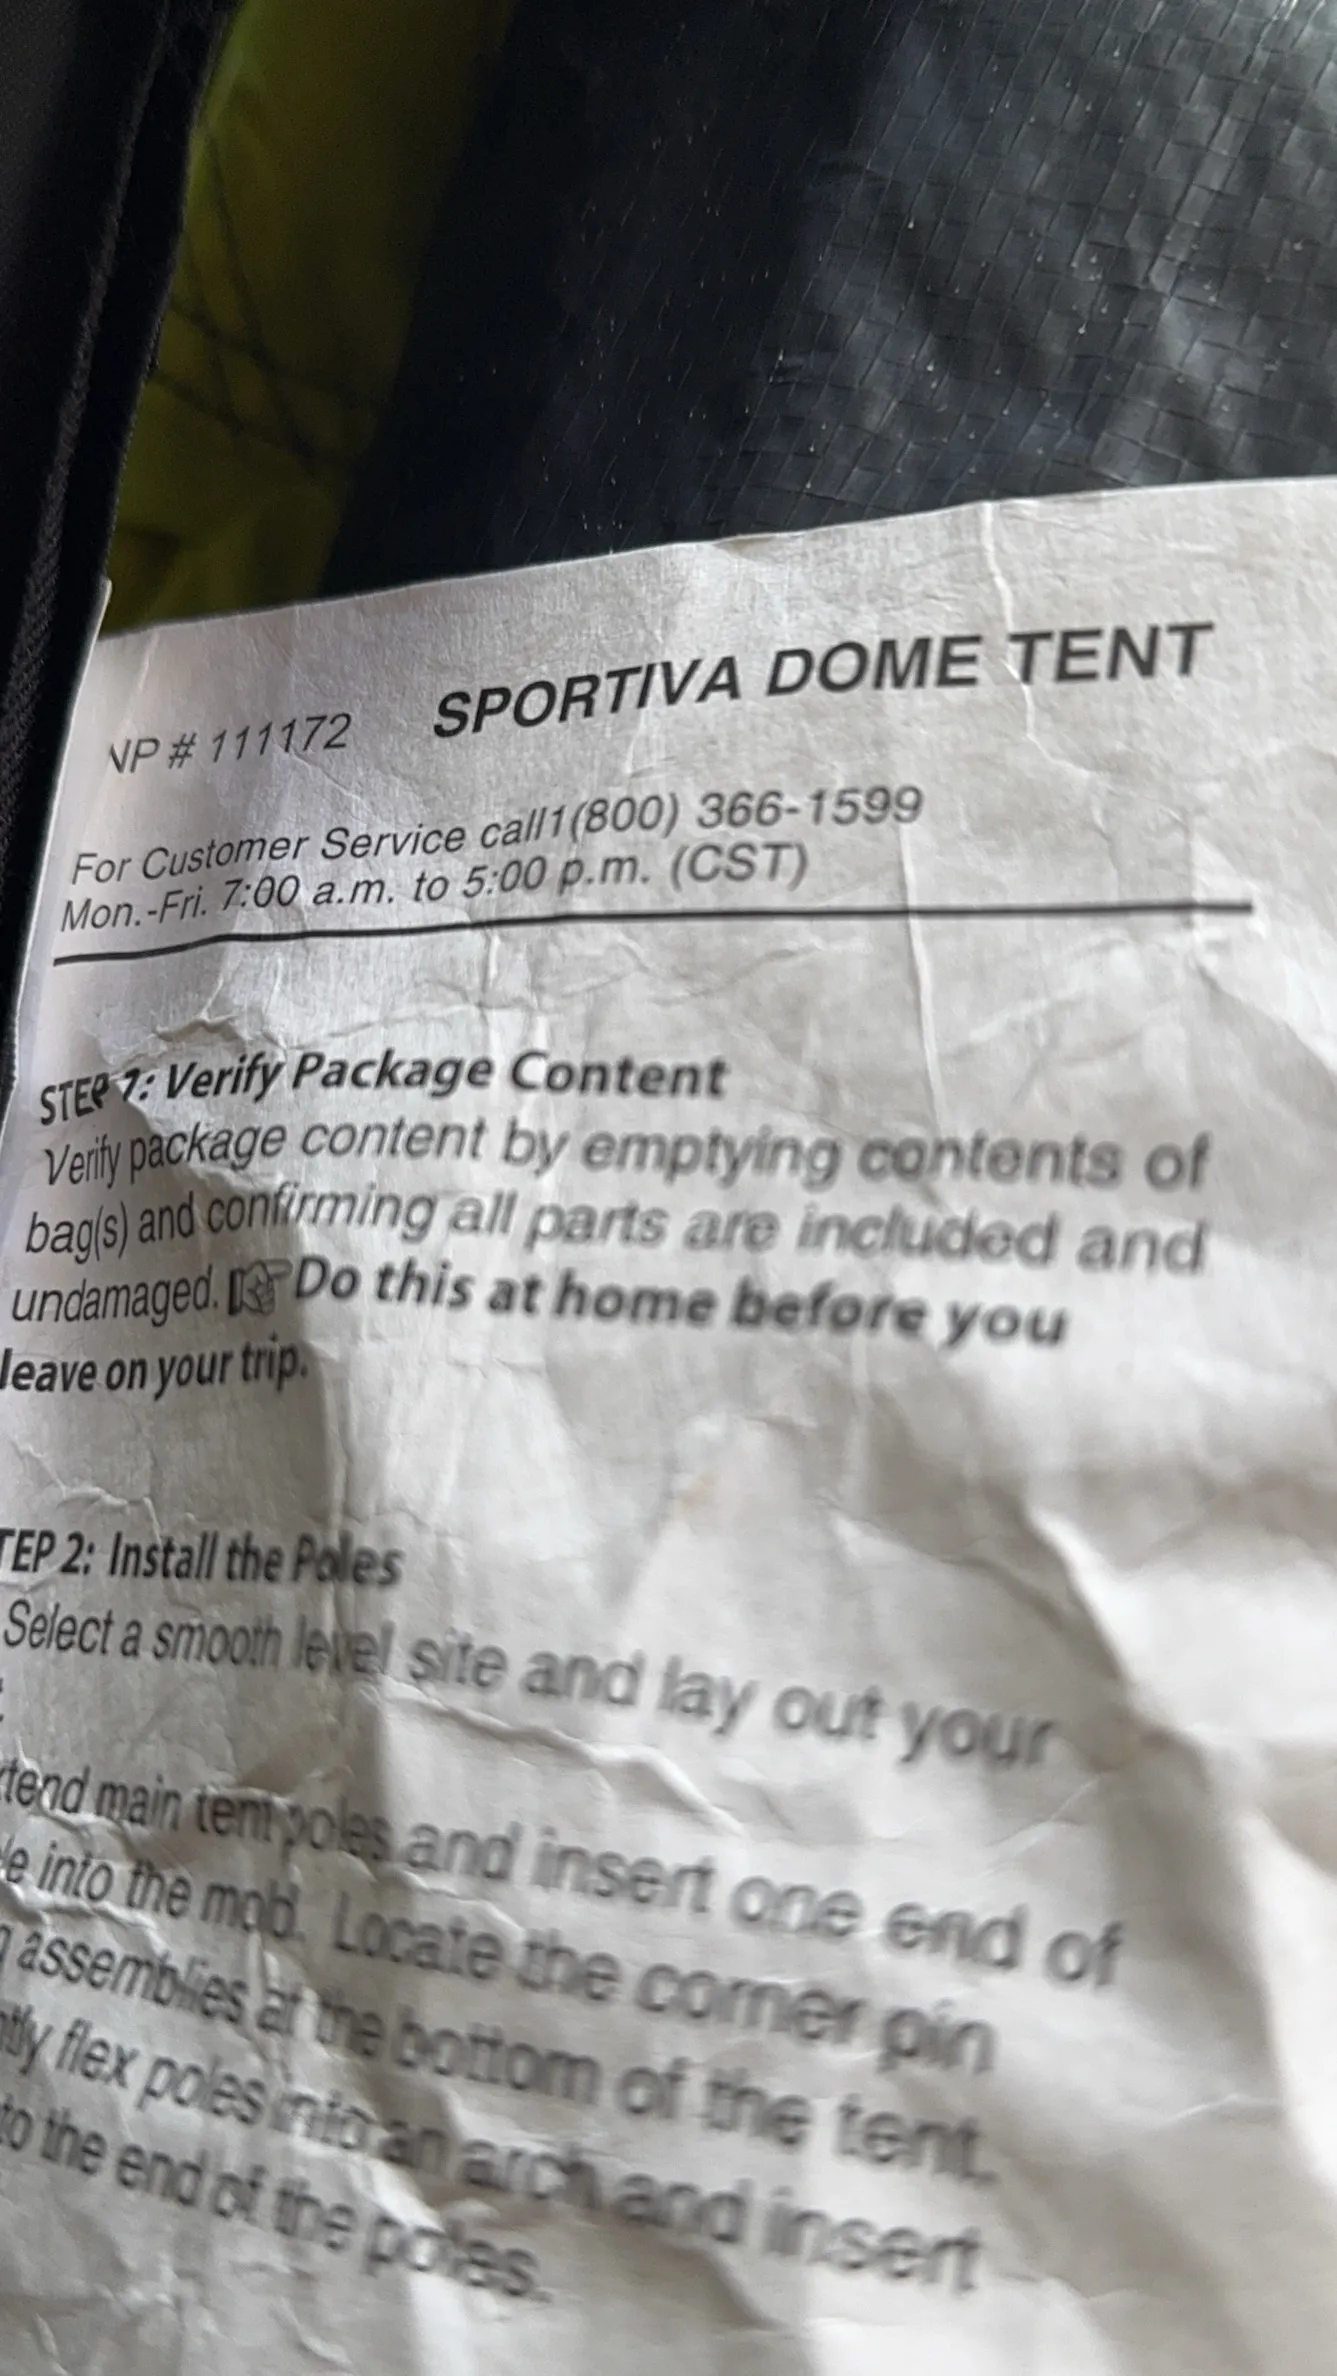 NP # 111172 SPORTIVA DOME TENT
For Customer Service call1(800) 366-1599
Mon.-Fri. 7:00 a.m. to 5:00 p.m. (CST)
STEP 1: Verify Package Content
Verify package content by emptying contents of
bag(s) and confirming all parts are included and
undamaged. Do this at home before you
leave on your trip.
TEP 2: Install the Poles
Select a smooth level site and lay out your
tend main tent poles and insert one end of
le into the mob. Locate the corner pin
g assemblies at the bottom of the tent.
tly flex poles into an arch and insert
to the end of the poles.